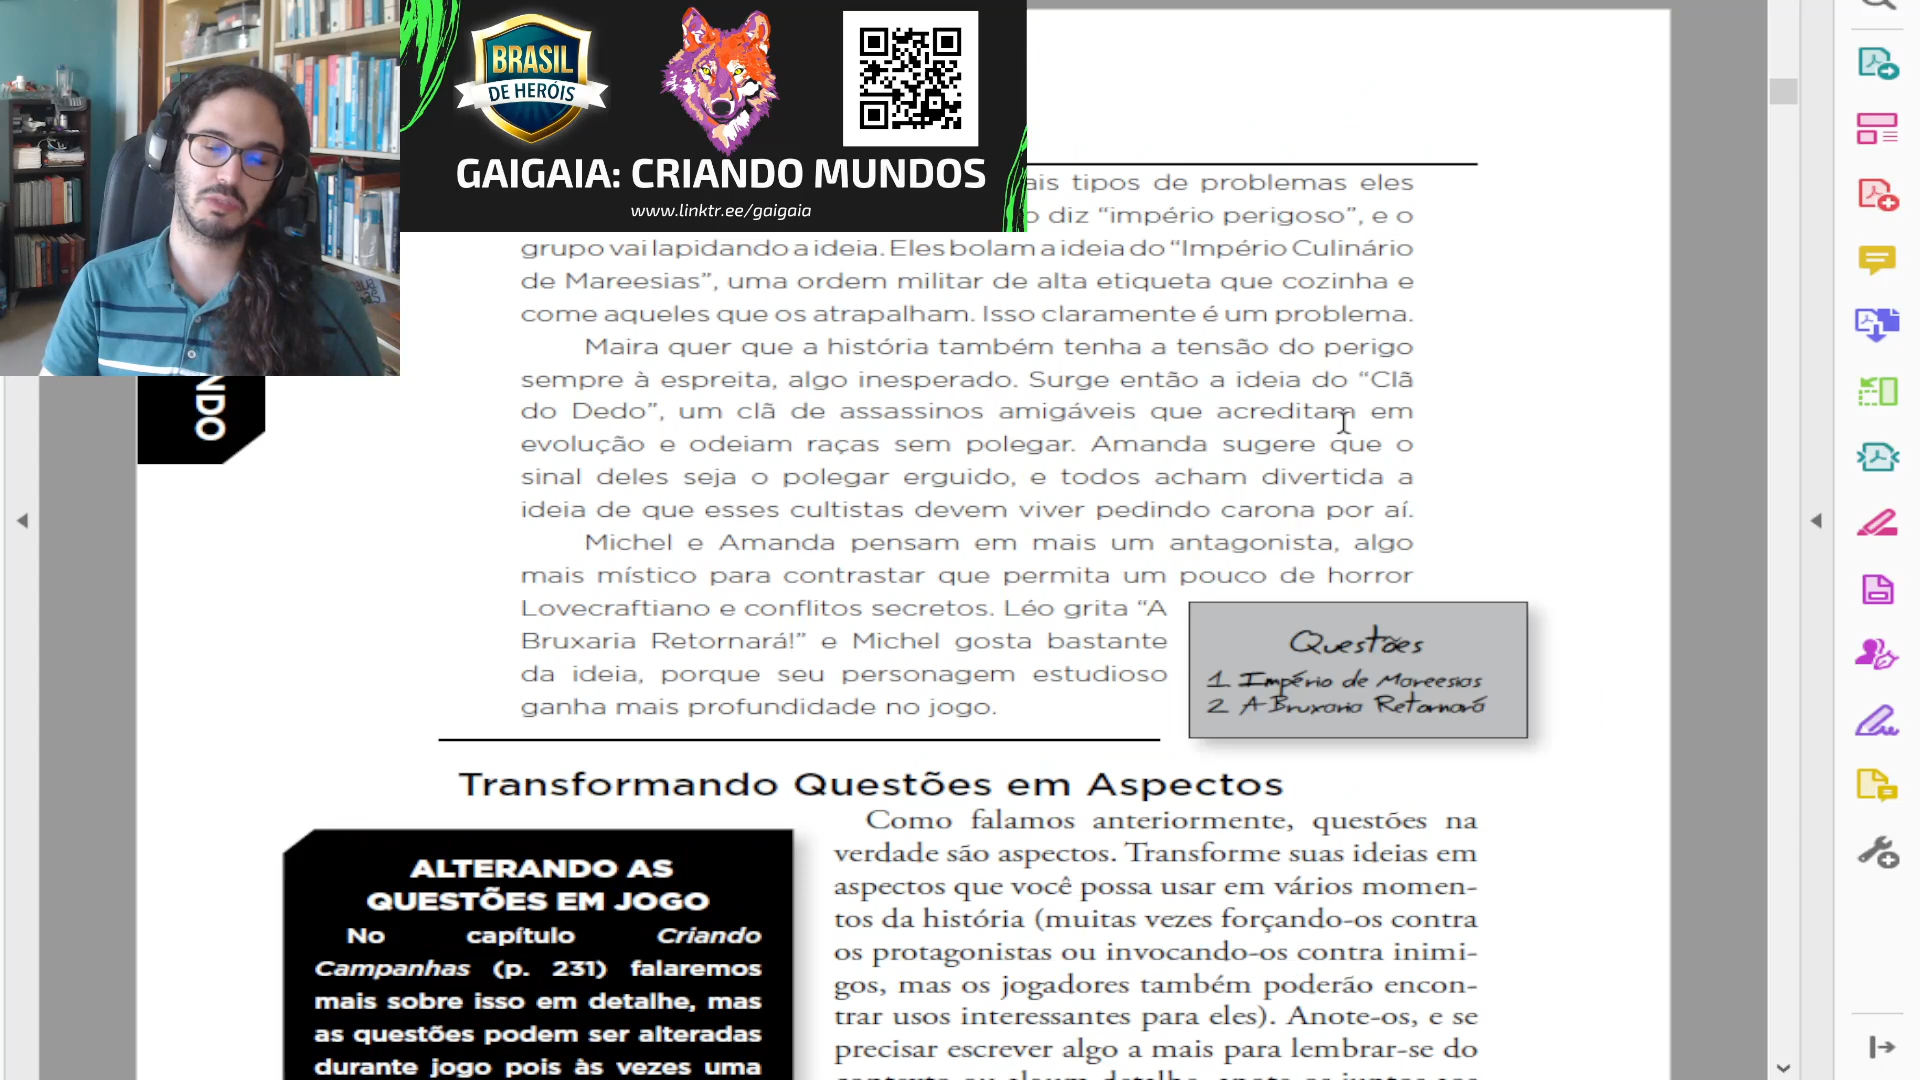 BRASIL
DE HERÓIS
GAIGAIA: CRIANDO MUNDOS
www.linktr.ee/gaigaia
ais tipos de problemas eles
o diz “império perigoso”, e o
grupo vai lapidando a ideia. Eles bolam a ideia do “Império Culinário
de Mareesias”, uma ordem militar de alta etiqueta que cozinha e
come aqueles que os atrapalham. Isso claramente é um problema.
Maira quer que a história também tenha a tensão do perigo
sempre à espreita, algo inesperado. Surge então a ideia do “Clã
do Dedo”, um clã de assassinos amigáveis que acreditam em
evolução e odeiam raças sem polegar. Amanda sugere que o
sinal deles seja o polegar erguido, e todos acham divertida a
ideia de que esses cultistas devem viver pedindo carona por aí.
Michel e Amanda pensam em mais um antagonista, algo
mais místico para contrastar que permita um pouco de horror
Lovecraftiano e conflitos secretos. Léo grita “A
Bruxaria Retornará!” e Michel gosta bastante
da ideia, porque seu personagem estudioso
ganha mais profundidade no jogo.
Questões
1. Império de Mareesias
2 A Bruxaria Retornará
NDO
Transformando Questões em Aspectos
ALTERANDO AS
QUESTÕES EM JOGO
No capítulo Criando
Campanhas (p. 231) falaremos
mais sobre isso em detalhe, mas
as questões podem ser alteradas
durante jogo pois às vezes uma
Como falamos anteriormente, questões na
verdade são aspectos. Transforme suas ideias em
aspectos que você possa usar em vários momen-
tos da história (muitas vezes forçando-os contra
os protagonistas ou invocando-os contra inimi-
gos, mas os jogadores também poderão encon-
trar usos interessantes para eles). Anote-os, e se
precisar escrever algo a mais para lembrar-se do